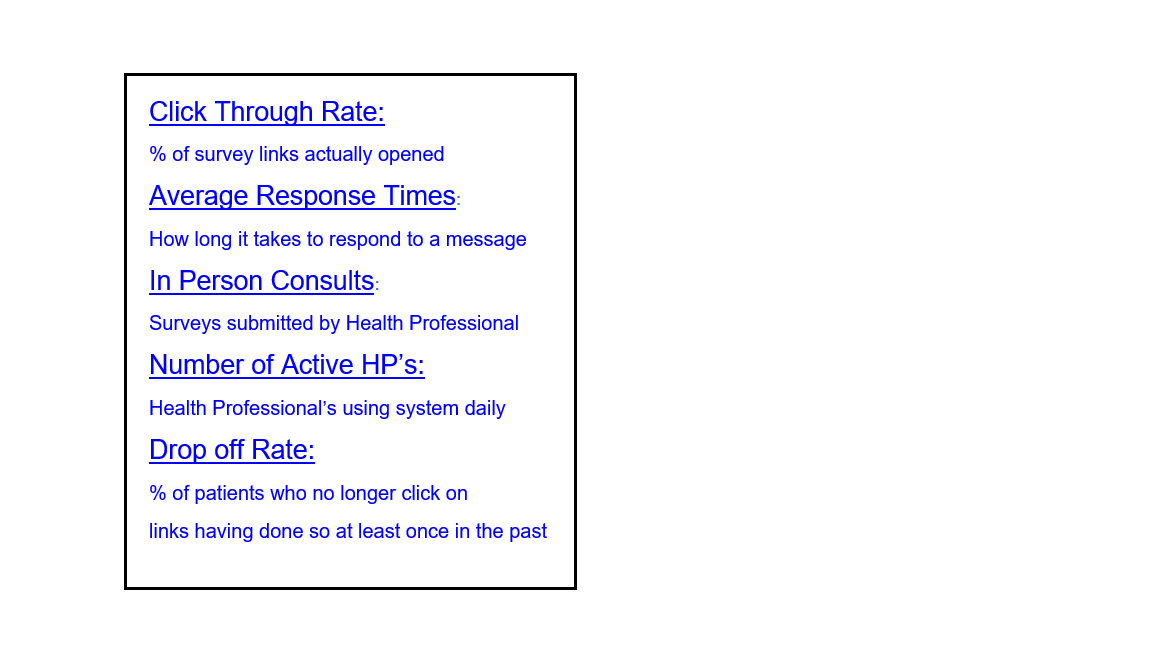 Click Through Rate:
% of survey links actually opened
Average Response Times:
How long it takes to respond to a message
In Person Consults:
Surveys submitted by Health Professional
Number of Active HP’s:
Health Professional’s using system daily
Drop off Rate:
% of patients who no longer click on
links having done so at least once in the past